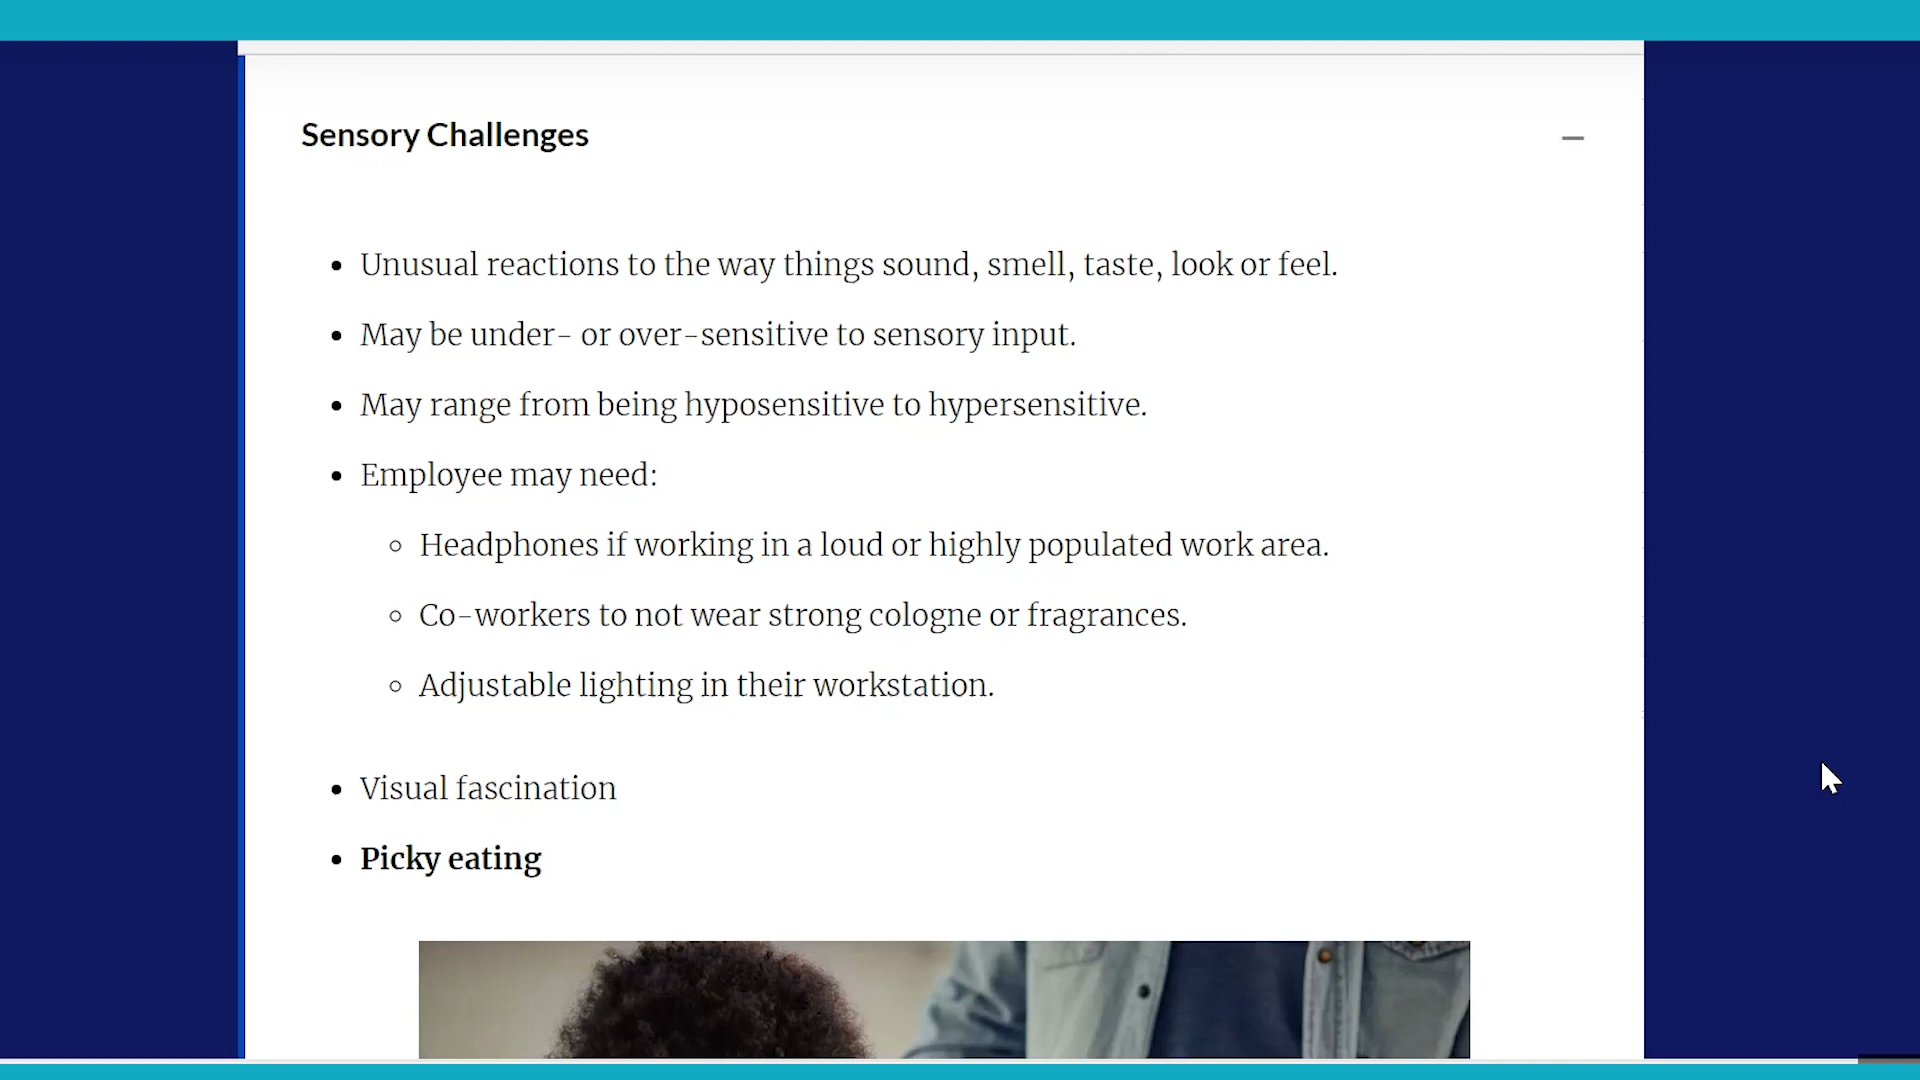 Sensory Challenges
Unusual reactions to the way things sound, smell, taste, look or feel.
May be under- or over-sensitive to sensory input.
May range from being hyposensitive to hypersensitive.
Employee may need:
Headphones if working in a loud or highly populated work area.
Co-workers to not wear strong cologne or fragrances.
Adjustable lighting in their workstation.
Visual fascination
Picky eating